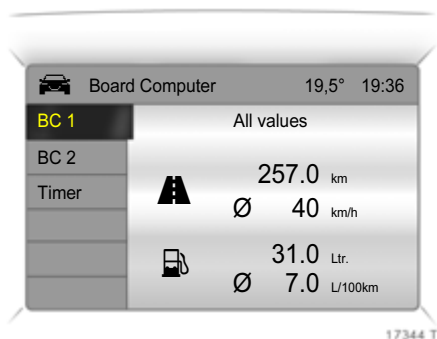 Board Computer 19,5° 19:36
BC 1
All values
BC 2
Timer
257.0 km
Ø 40 km/h
31.0 Ltr.
Ø 7.0 L/100km
17344 T